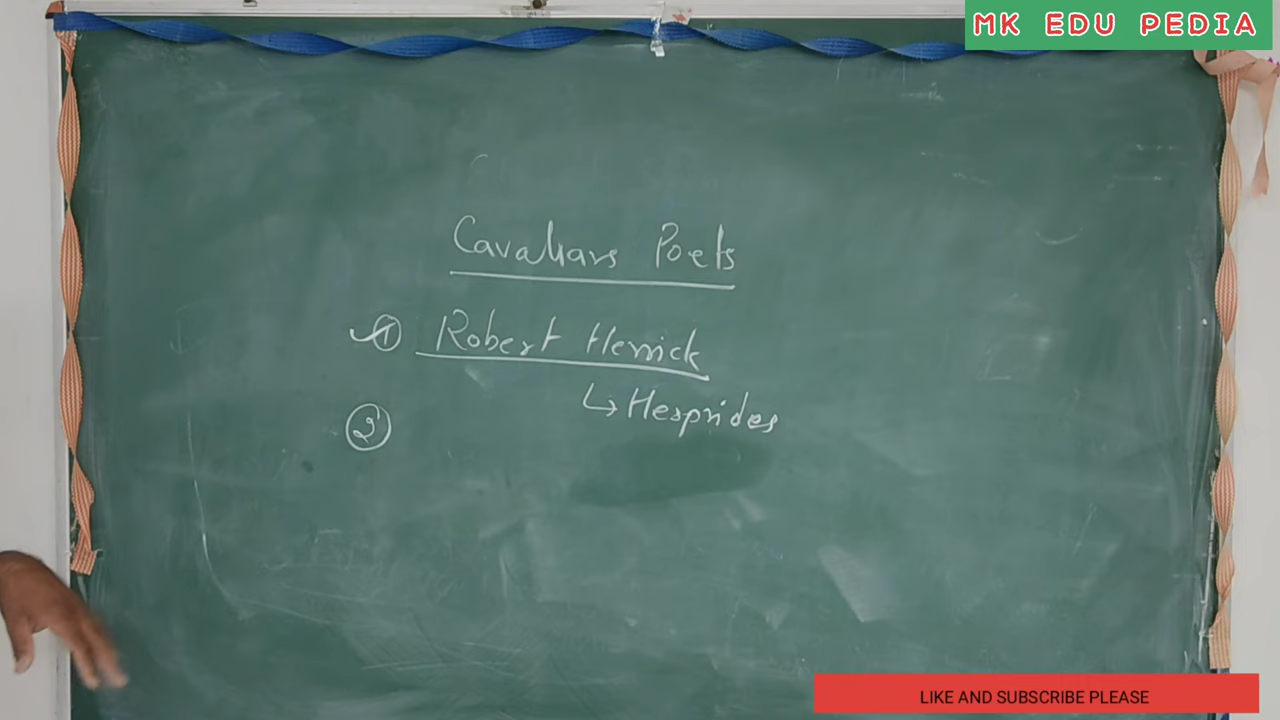 MK EDU PEDIA
Cavaliars Poets
① Robert Herrick
↳ Hesprides
②
LIKE AND SUBSCRIBE PLEASE